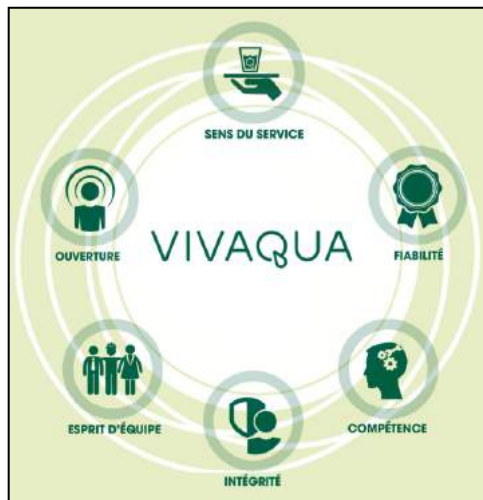 SENS DU SERVICE
OUVERTURE
VIVAQUA
FIABILITÉ
ESPRIT D'ÉQUIPE
COMPÉTENCE
INTÉGRITÉ